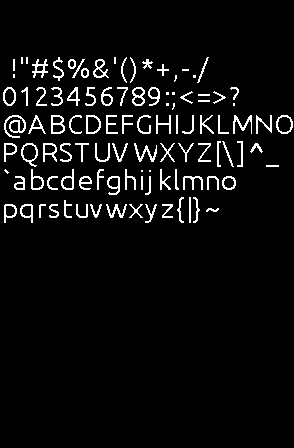 !"#$%&'()*+,-./
0123456789:;<=>?
@ABCDEFGHIJKLMNO
PQRSTUVWXYZ[\]^_
`abcdefghijklmno
pqrstuvwxyz{|}~